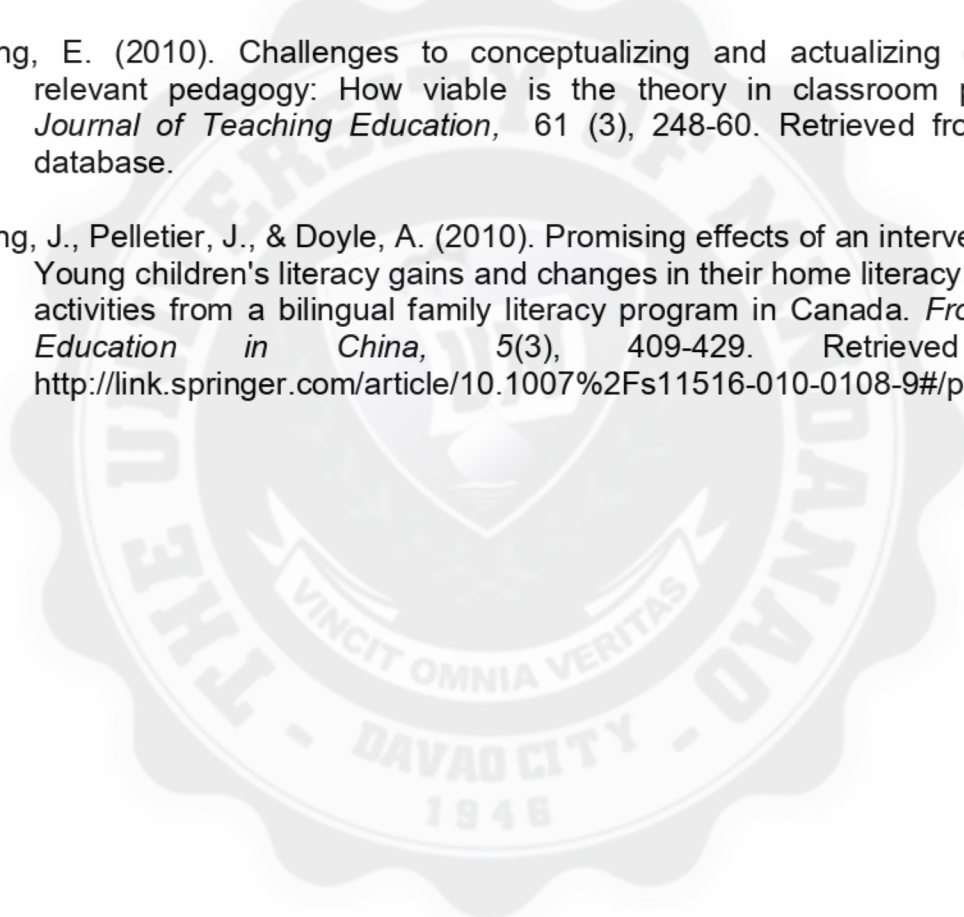 ng, E. (2010). Challenges to conceptualizing and actualizing
relevant pedagogy: How viable is the theory in classroom
Journal of Teaching Education, 61 (3), 248-60. Retrieved fro
database.
ng, J., Pelletier, J., & Doyle, A. (2010). Promising effects of an interve
Young children's literacy gains and changes in their home literacy
activities from a bilingual family literacy program in Canada. Fro
Education in China, 5(3), 409-429. Retrieved
http://link.springer.com/article/10.1007%2Fs11516-010-0108-9#/p
THE UNIVERSITY OF MINDANAO
VINCIT OMNIA VERITAS
DAVAO CITY
1946